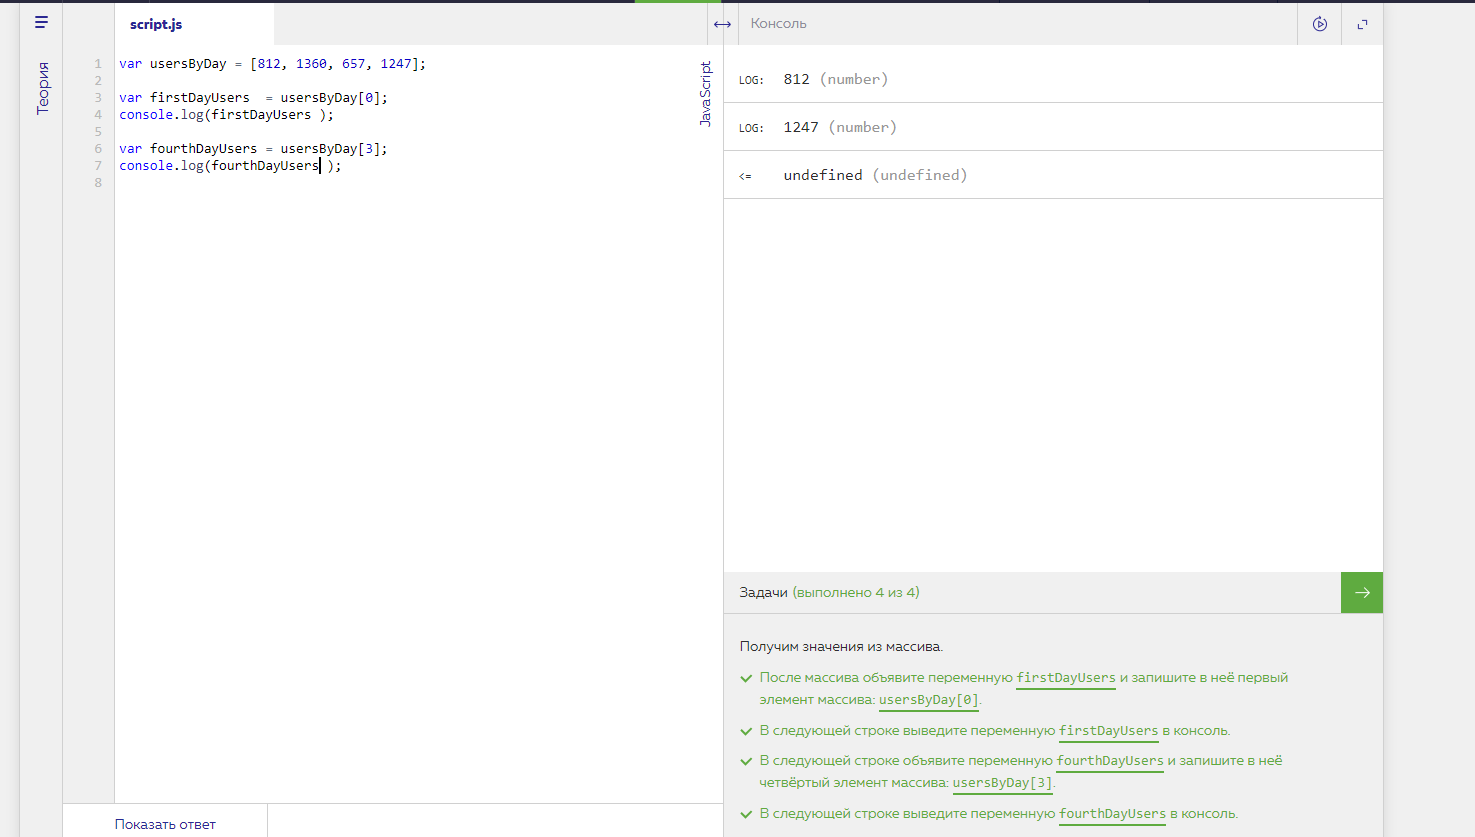 Теория
script.js
1 var usersByDay = [812, 1360, 657, 1247];
2
3 var firstDayUsers  = usersByDay[0];
4 console.log(firstDayUsers );
5
6 var fourthDayUsers = usersByDay[3];
7 console.log(fourthDayUsers );
8
JavaScript
Показать ответ
Консоль
LOG: 812 (number)
LOG: 1247 (number)
<= undefined (undefined)
Задачи (выполнено 4 из 4)
Получим значения из массива.
После массива объявите переменную firstDayUsers и запишите в неё первый
элемент массива: usersByDay[0].
В следующей строке выведите переменную firstDayUsers в консоль.
В следующей строке объявите переменную fourthDayUsers и запишите в неё
четвёртый элемент массива: usersByDay[3].
В следующей строке выведите переменную fourthDayUsers в консоль.